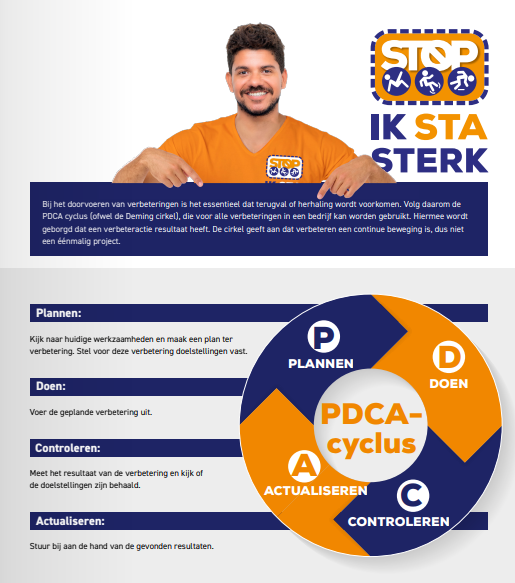 STOP
IK STA
STERK
STOP
Bij het doorvoeren van verbeteringen is het essentieel dat terugval of herhaling wordt voorkomen. Volg daarom de
PDCA cyclus (ofwel de Deming cirkel), die voor alle verbeteringen in een bedrijf kan worden gebruikt. Hiermee wordt
geborgd dat een verbeteractie resultaat heeft. De cirkel geeft aan dat verbeteren een continue beweging is, dus niet
een éénmalig project.
Plannen:
Kijk naar huidige werkzaamheden en maak een plan ter
verbetering. Stel voor deze verbetering doelstellingen vast.
Doen:
Voer de geplande verbetering uit.
Controleren:
Meet het resultaat van de verbetering en kijk of
de doelstellingen zijn behaald.
Actualiseren:
Stuur bij aan de hand van de gevonden resultaten.
P
PLANNEN
D
DOEN
PDCA-
cyclus
A
ACTUALISEREN
C
CONTROLEREN